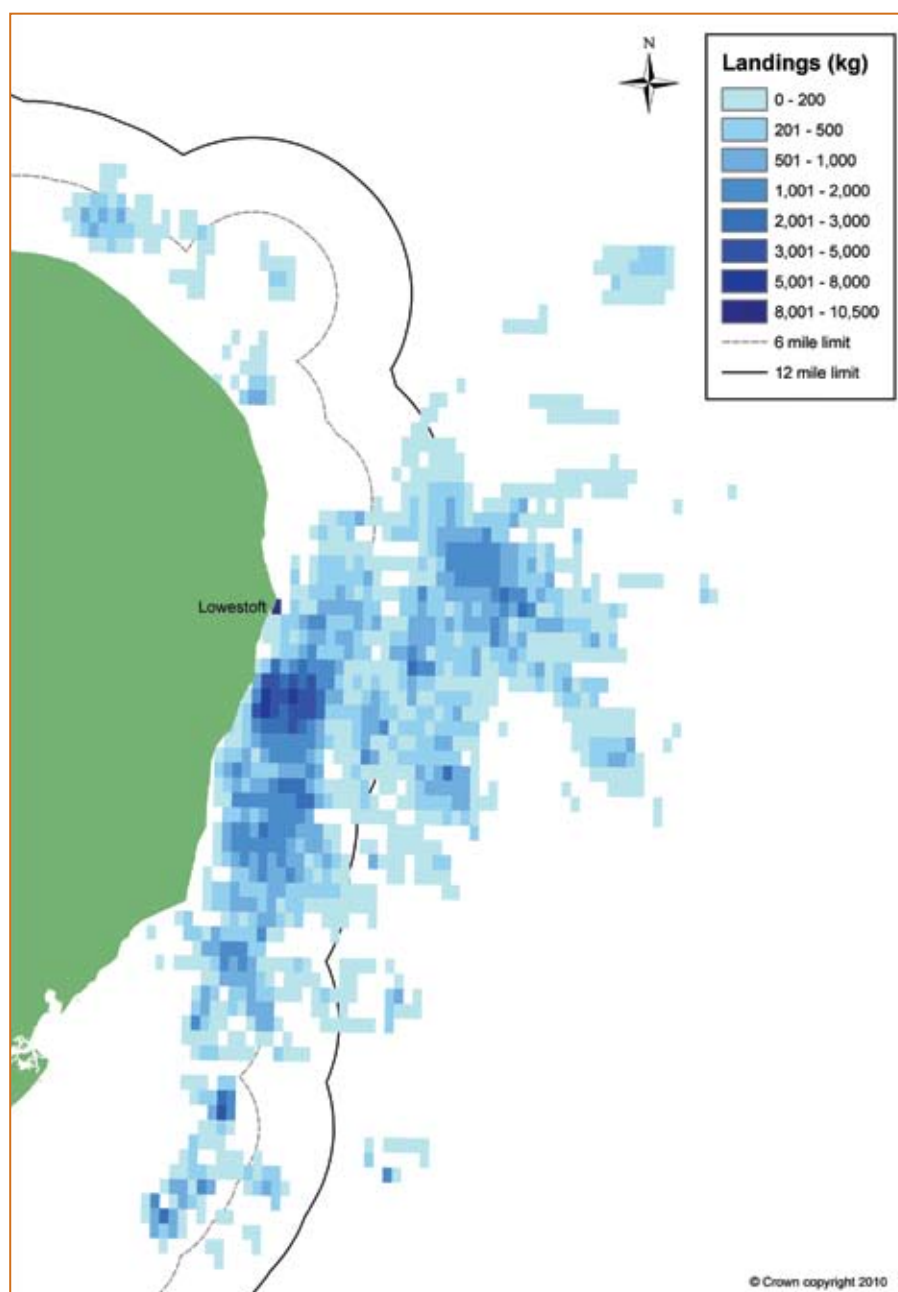 N
Landings (kg)
0 - 200
201 - 500
501 - 1,000
1,001 - 2,000
2,001 - 3,000
3,001 - 5,000
5,001 - 8,000
8,001 - 10,500
6 mile limit
12 mile limit
Lowestoft
© Crown copyright 2010